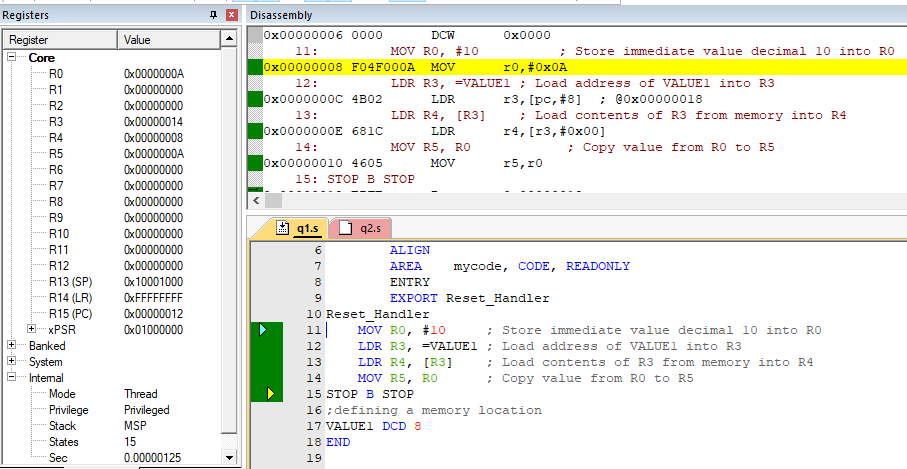 Registers
Register Value
Core
R0 0x0000000A
R1 0x00000000
R2 0x00000000
R3 0x00000014
R4 0x00000008
R5 0x0000000A
R6 0x00000000
R7 0x00000000
R8 0x00000000
R9 0x00000000
R10 0x00000000
R11 0x00000000
R12 0x00000000
R13 (SP) 0x10001000
R14 (LR) 0xFFFFFFFF
R15 (PC) 0x00000012
xPSR 0x01000000
Banked
System
Internal
Mode Thread
Privilege Privileged
Stack MSP
States 15
Sec 0.00000125
Disassembly
0x00000006 0000 DCW 0x0000
11: MOV R0, #10 ; Store immediate value decimal 10 into R0
0x00000008 F04F000A MOV r0,#0x0A
12: LDR R3, =VALUE1 ; Load address of VALUE1 into R3
0x0000000C 4B02 LDR r3,[pc,#8] ; @0x00000018
13: LDR R4, [R3] ; Load contents of R3 from memory into R4
0x0000000E 681C LDR r4,[r3,#0x00]
14: MOV R5, R0 ; Copy value from R0 to R5
0x00000010 4605 MOV r5,r0
15: STOP B STOP
q1.s q2.s
6 ALIGN
7 AREA mycode, CODE, READONLY
8 ENTRY
9 EXPORT Reset_Handler
10 Reset_Handler
11 MOV R0, #10 ; Store immediate value decimal 10 into R0
12 LDR R3, =VALUE1 ; Load address of VALUE1 into R3
13 LDR R4, [R3] ; Load contents of R3 from memory into R4
14 MOV R5, R0 ; Copy value from R0 to R5
15 STOP B STOP
16 ;defining a memory location
17 VALUE1 DCD 8
18 END
19